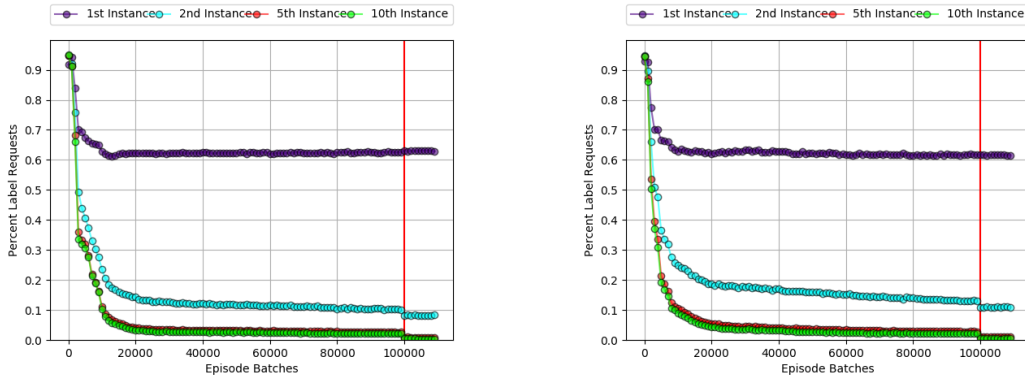 1st Instance 2nd Instance 5th Instance 10th Instance
0.9
0.8
0.7
0.6
0.5
0.4
0.3
0.2
0.1
0.0
Percent Label Requests
0 20000 40000 60000 80000 100000
Episode Batches
1st Instance 2nd Instance 5th Instance 10th Instance
0.9
0.8
0.7
0.6
0.5
0.4
0.3
0.2
0.1
0.0
Percent Label Requests
0 20000 40000 60000 80000 100000
Episode Batches